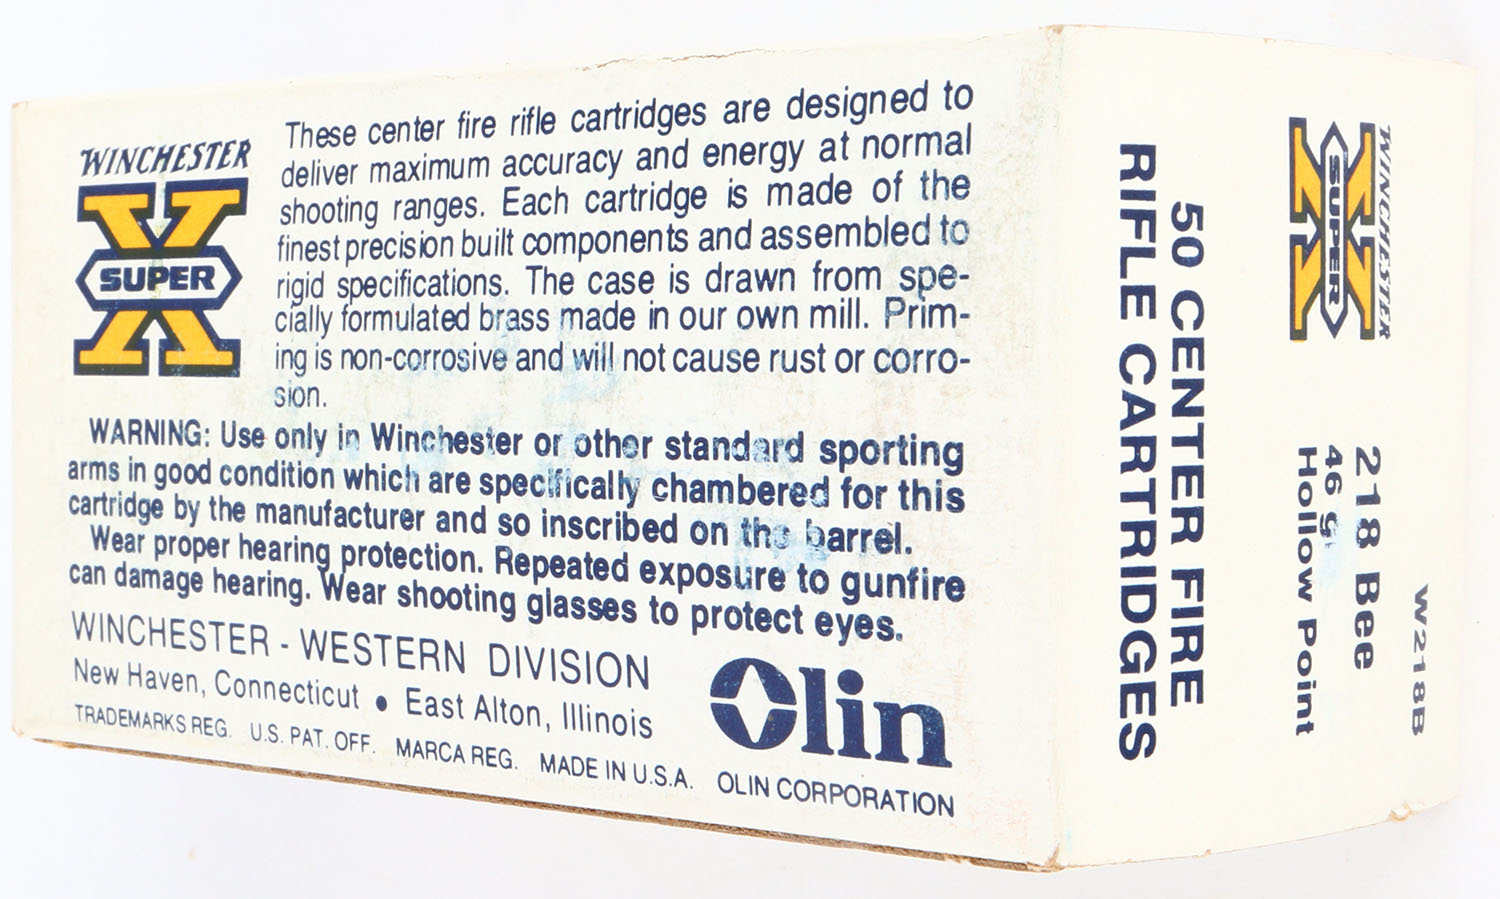 WINCHESTER
SUPER
X
These center fire rifle cartridges are designed to
deliver maximum accuracy and energy at normal
shooting ranges. Each cartridge is made of the
finest precision built components and assembled to
rigid specifications. The case is drawn from spe-
cially formulated brass made in our own mill. Prim-
ing is non-corrosive and will not cause rust or corro-
sion.
WARNING: Use only in Winchester or other standard sporting
arms in good condition which are specifically chambered for this
cartridge by the manufacturer and so inscribed on the barrel.
Wear proper hearing protection. Repeated exposure to gunfire
can damage hearing. Wear shooting glasses to protect eyes.
WINCHESTER - WESTERN DIVISION
New Haven, Connecticut • East Alton, Illinois
Olin
TRADEMARKS REG. U.S. PAT. OFF. MARCA REG. MADE IN U.S.A. OLIN CORPORATION
WINCHESTER
SUPER
X
50 CENTER FIRE
RIFLE CARTRIDGES
W218B
218 Bee
46 g
Hollow Point